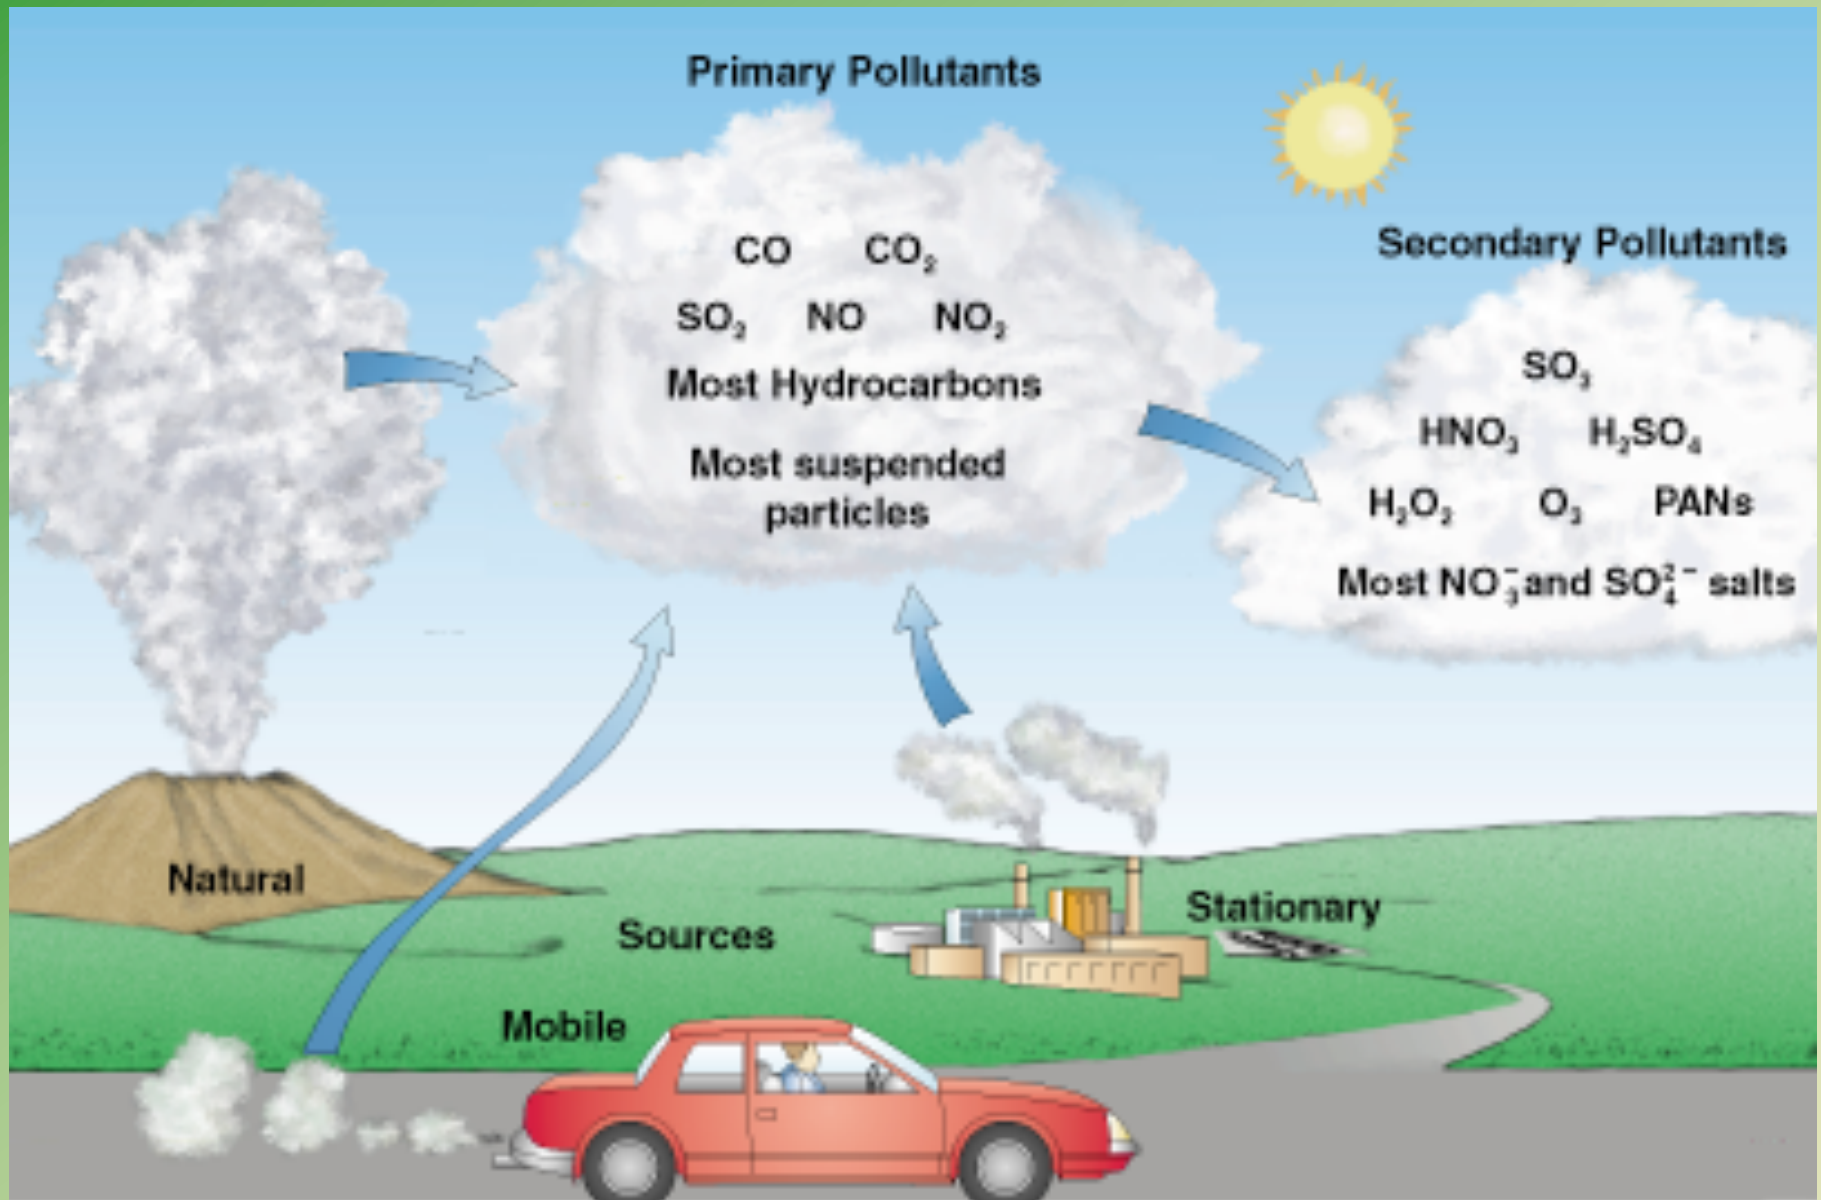 Primary Pollutants
CO CO₂
SO₂ NO NO₂
Most Hydrocarbons
Most suspended
particles
Secondary Pollutants
SO₃
HNO₃ H₂SO₄
H₂O₂ O₃ PANs
Most NO₃⁻ and SO₄²⁻ salts
Natural
Sources
Stationary
Mobile